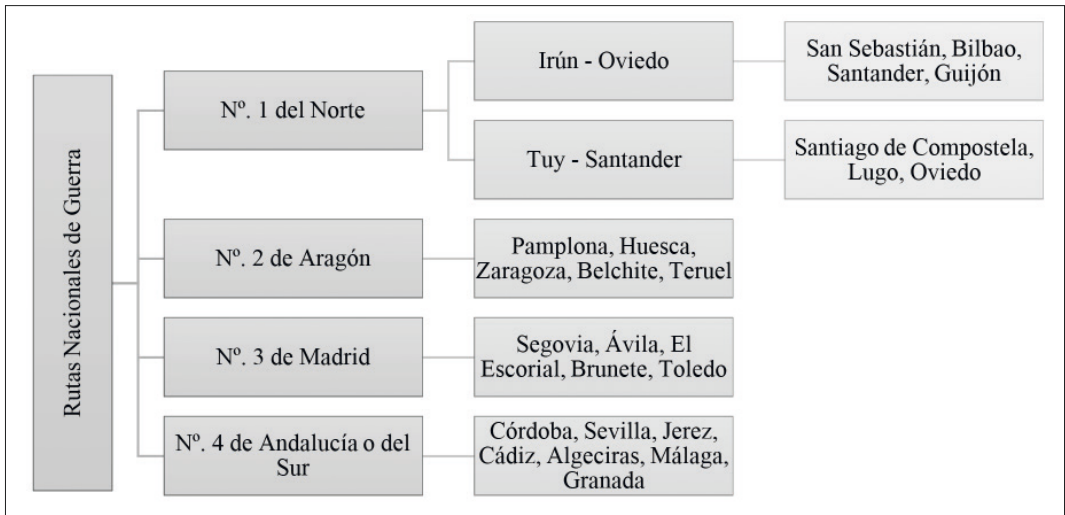 Rutas Nacionales de Guerra
Nº. 1 del Norte
Irún - Oviedo
San Sebastián, Bilbao,
Santander, Guijón
Tuy - Santander
Santiago de Compostela,
Lugo, Oviedo
Nº. 2 de Aragón
Pamplona, Huesca,
Zaragoza, Belchite, Teruel
Nº. 3 de Madrid
Segovia, Ávila, El
Escorial, Brunete, Toledo
Nº. 4 de Andalucía o del
Sur
Córdoba, Sevilla, Jerez,
Cádiz, Algeciras, Málaga,
Granada